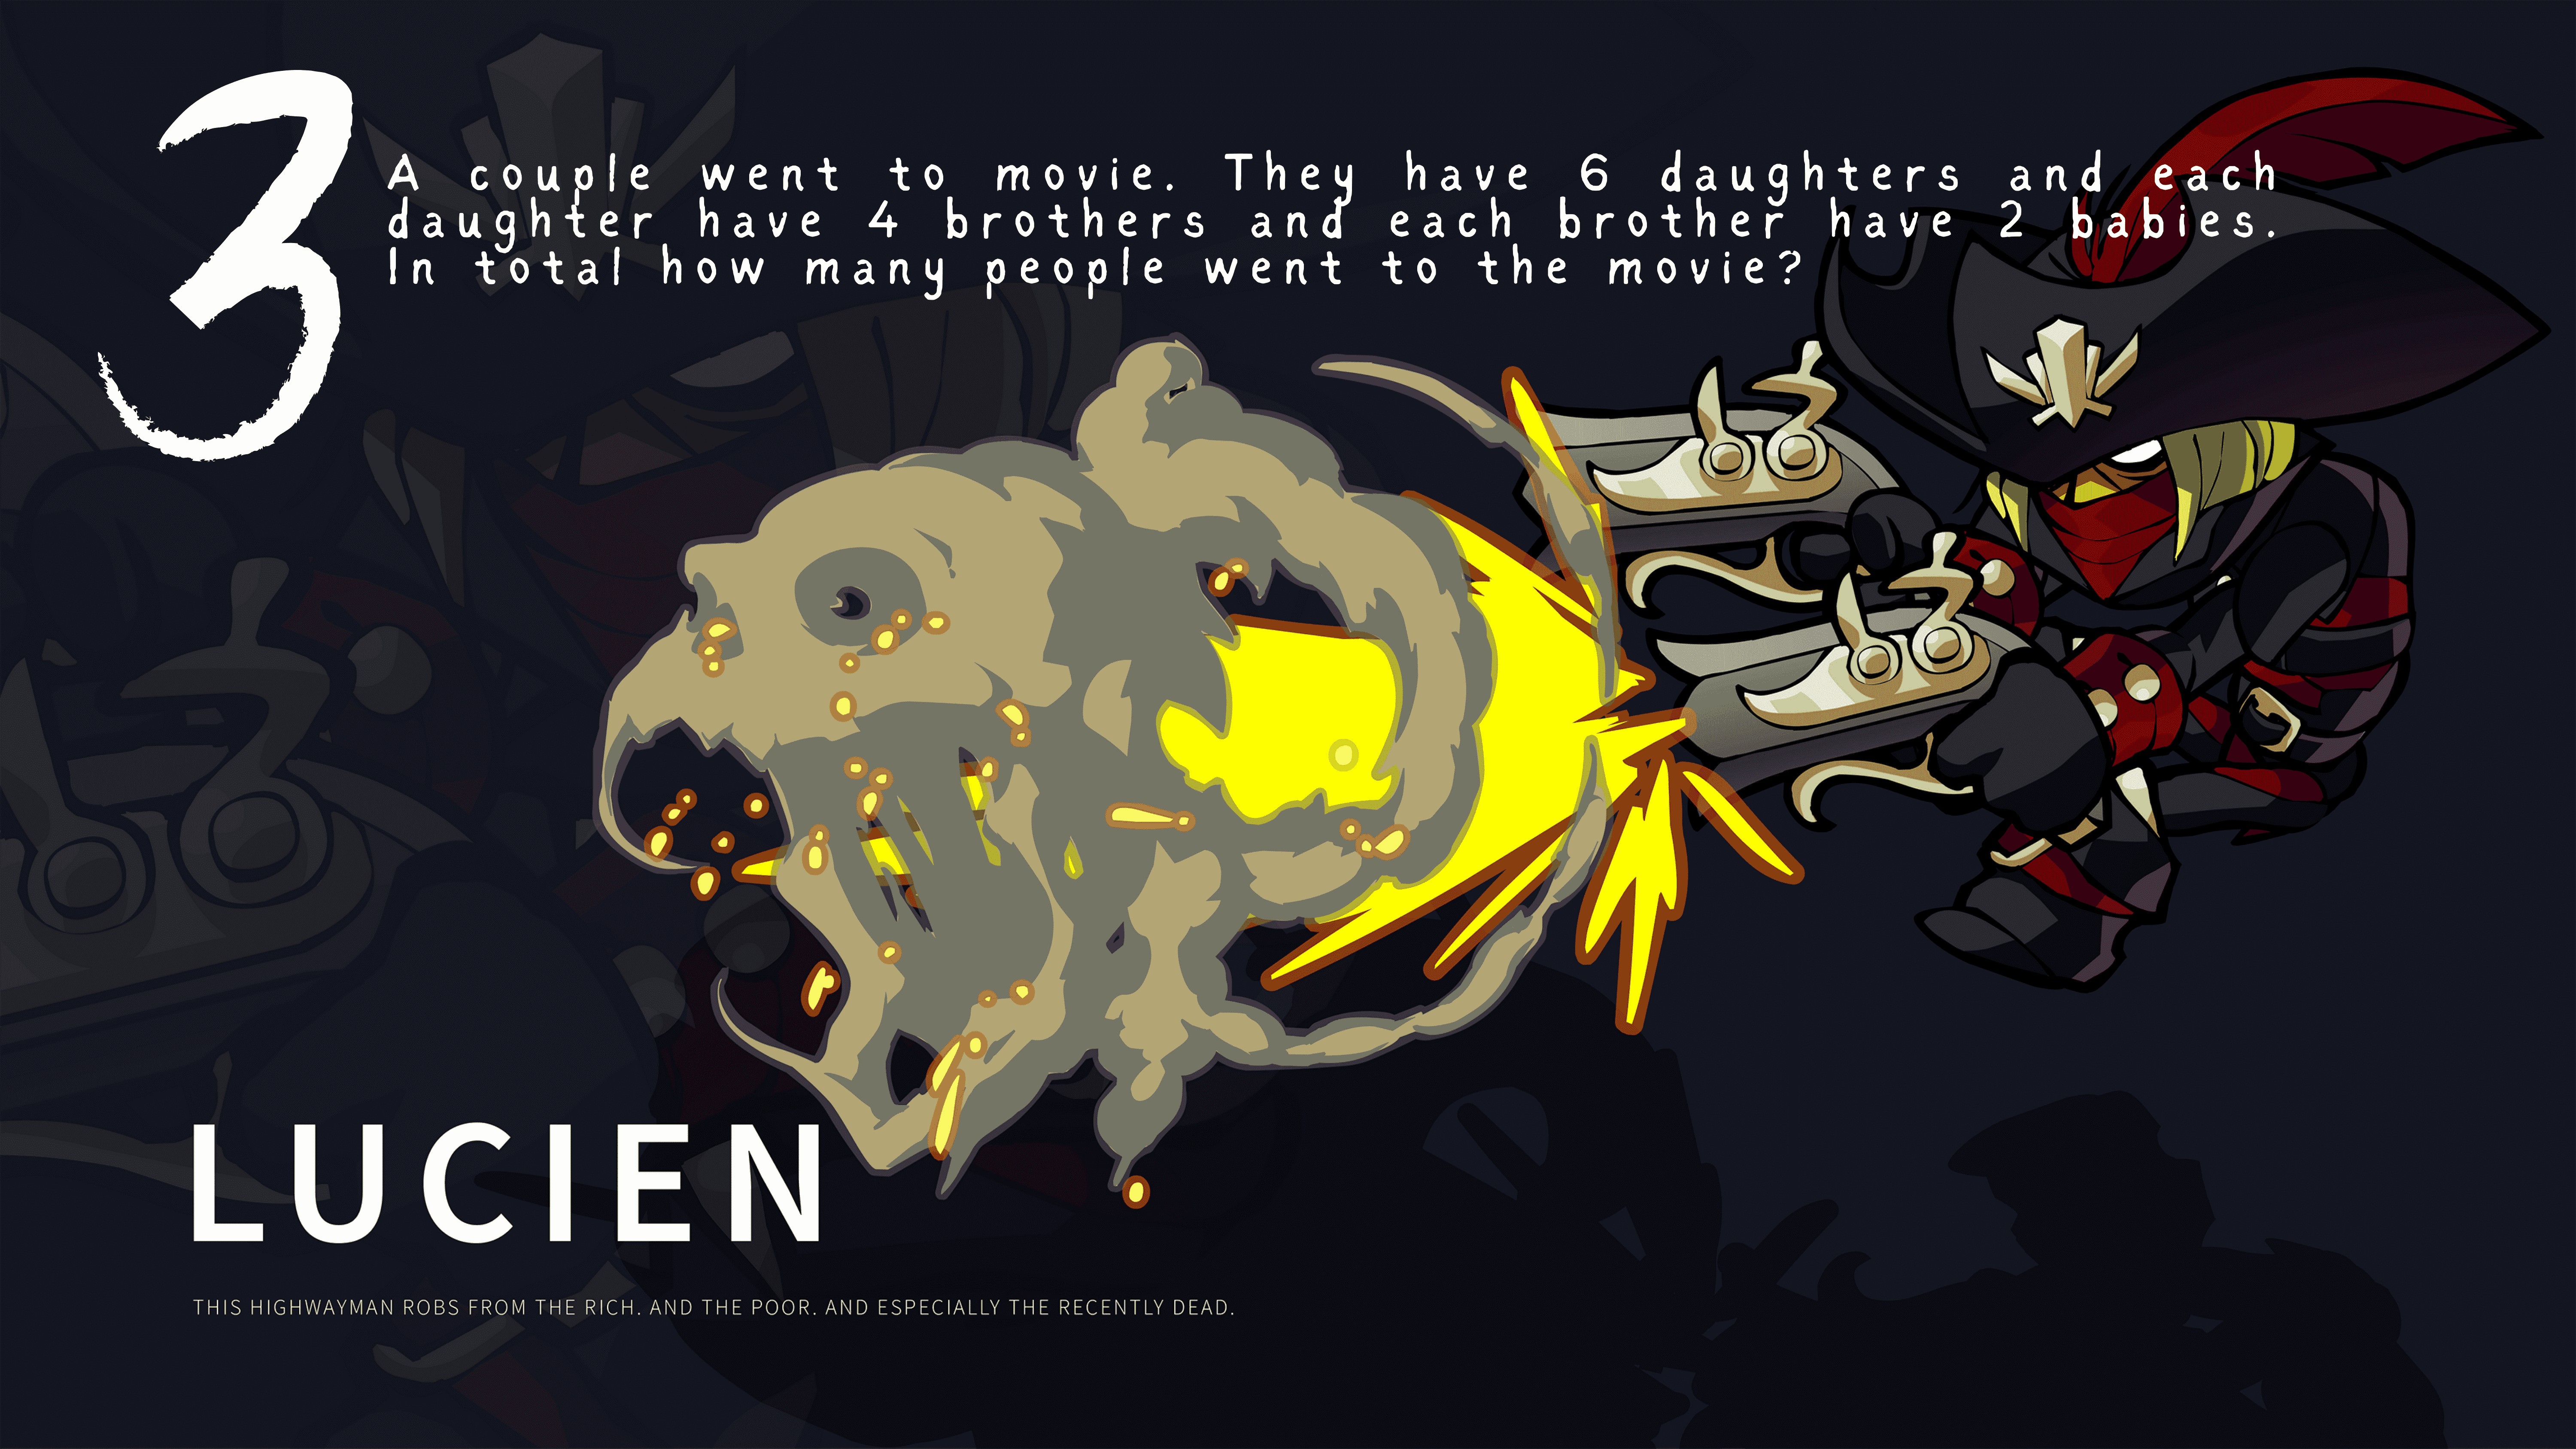 3
A couple went to movie. They have 6 daughters and each
daughter have 4 brothers and each brother have 2 babies.
In total how many people went to the movie?
LUCIEN
THIS HIGHWAYMAN ROBS FROM THE RICH. AND THE POOR. AND ESPECIALLY THE RECENTLY DEAD.